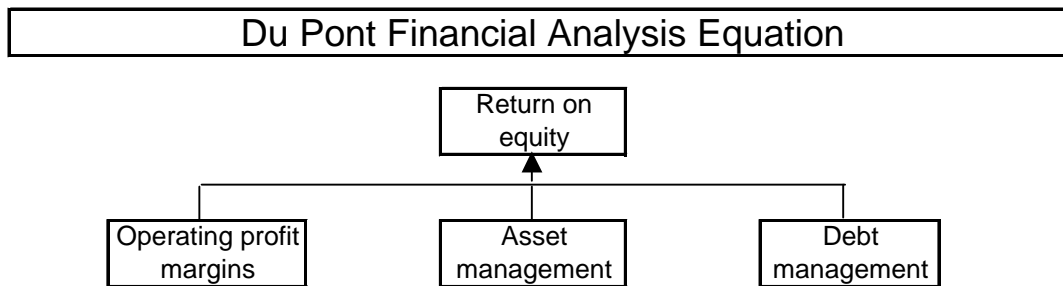 Du Pont Financial Analysis Equation
Return on
equity
Operating profit
margins
Asset
management
Debt
management